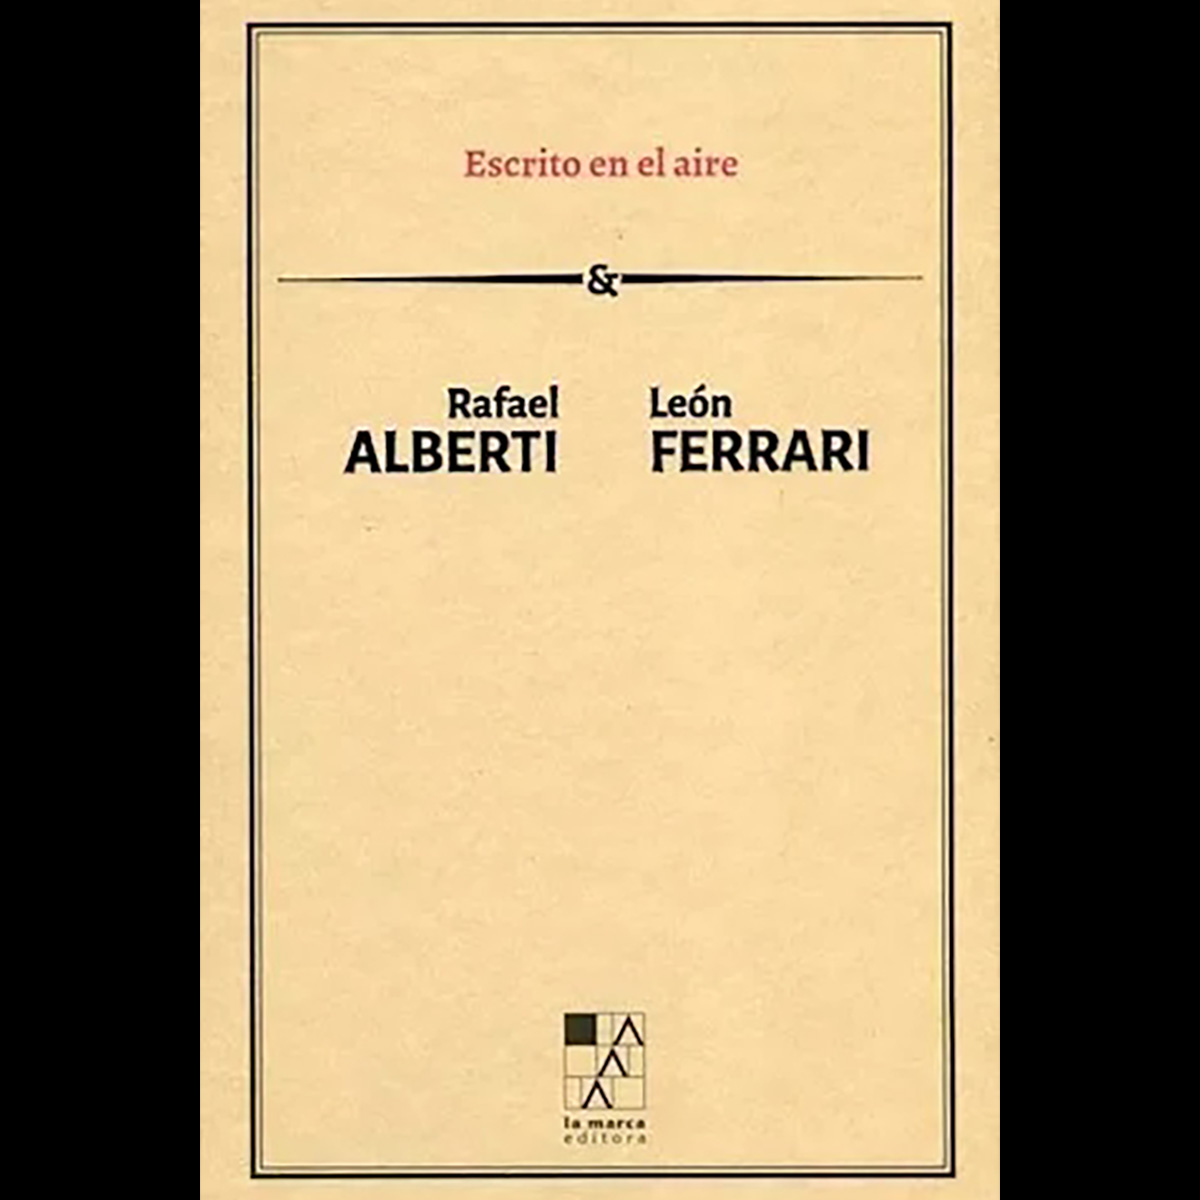 Escrito en el aire
&
Rafael León
ALBERTI FERRARI
la marca
editora